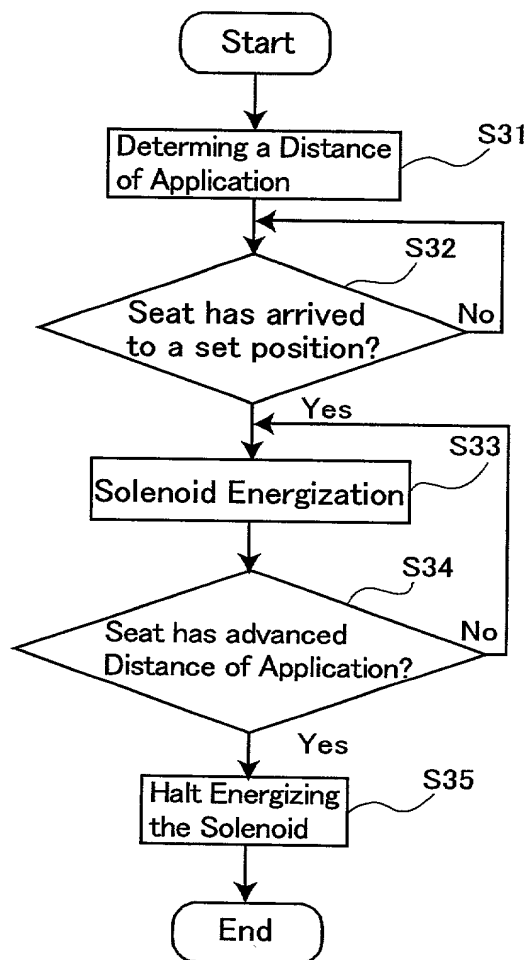 Start
S31
Determing a Distance
of Application
S32
Seat has arrived
to a set position?
No
Yes
S33
Solenoid Energization
S34
Seat has advanced
Distance of Application?
No
Yes
S35
Halt Energizing
the Solenoid
End